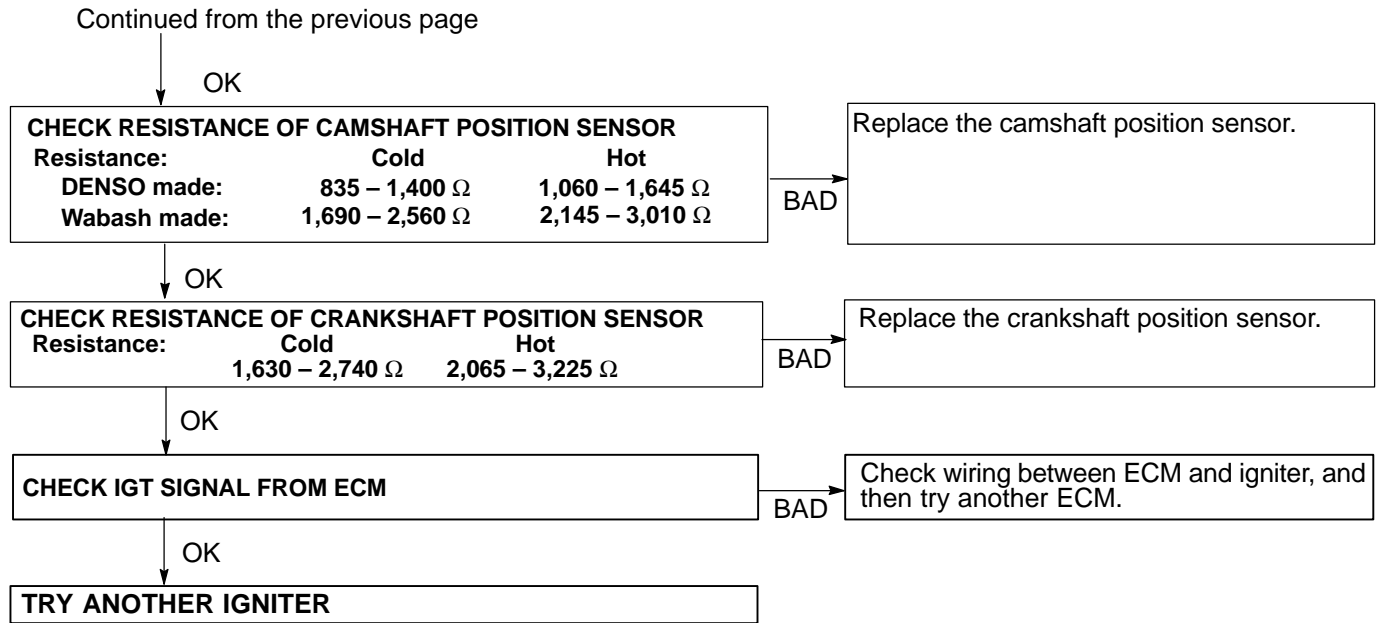 Continued from the previous page
OK
CHECK RESISTANCE OF CAMSHAFT POSITION SENSOR
Resistance: Cold Hot
DENSO made: 835 – 1,400 Ω 1,060 – 1,645 Ω
Wabash made: 1,690 – 2,560 Ω 2,145 – 3,010 Ω
BAD
Replace the camshaft position sensor.
OK
CHECK RESISTANCE OF CRANKSHAFT POSITION SENSOR
Resistance: Cold Hot
1,630 – 2,740 Ω 2,065 – 3,225 Ω
BAD
Replace the crankshaft position sensor.
OK
CHECK IGT SIGNAL FROM ECM
BAD
Check wiring between ECM and igniter, and
then try another ECM.
OK
TRY ANOTHER IGNITER